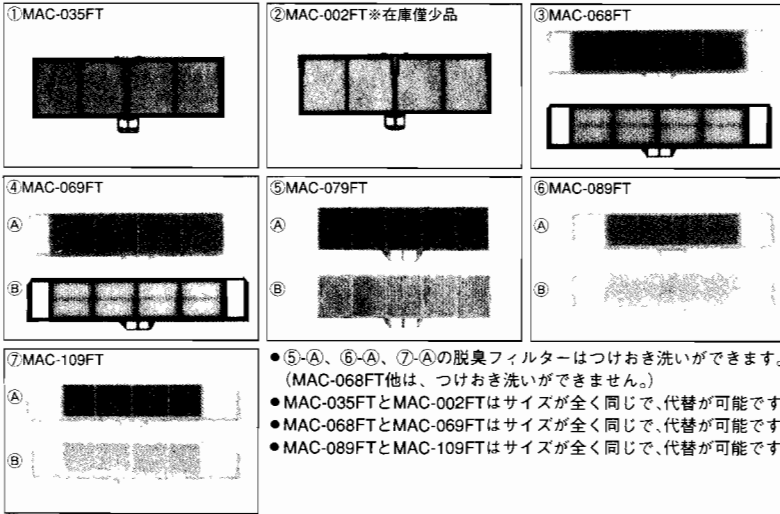 ①MAC-035FT
②MAC-002FT※在庫僅少品
③MAC-068FT
④MAC-069FT
Ⓐ
Ⓑ
⑤MAC-079FT
Ⓐ
Ⓑ
⑥MAC-089FT
Ⓐ
Ⓑ
⑦MAC-109FT
Ⓐ
Ⓑ
●⑤-Ⓐ、⑥-Ⓐ、⑦-Ⓐの脱臭フィルターはつけおき洗いができます。
(MAC-068FT他は、つけおき洗いができません。)
●MAC-035FTとMAC-002FTはサイズが全く同じで、代替が可能です
●MAC-068FTとMAC-069FTはサイズが全く同じで、代替が可能です
●MAC-089FTとMAC-109FTはサイズが全く同じで、代替が可能です